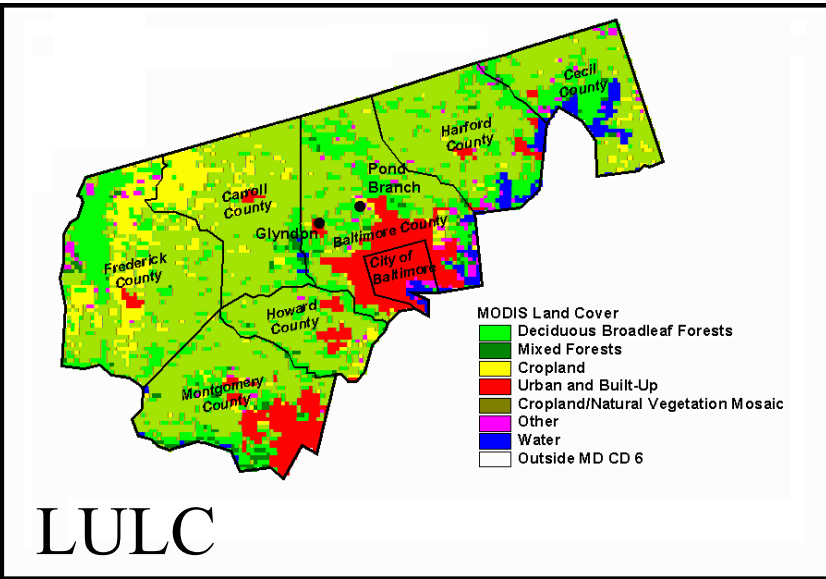 Cecil
County
Harford
County
Pond
Branch
Carroll
County
Glyndon
Baltimore County
City of
Baltimore
Frederick
County
Howard
County
Montgomery
County
MODIS Land Cover
Deciduous Broadleaf Forests
Mixed Forests
Cropland
Urban and Built-Up
Cropland/Natural Vegetation Mosaic
Other
Water
Outside MD CD 6
LULC